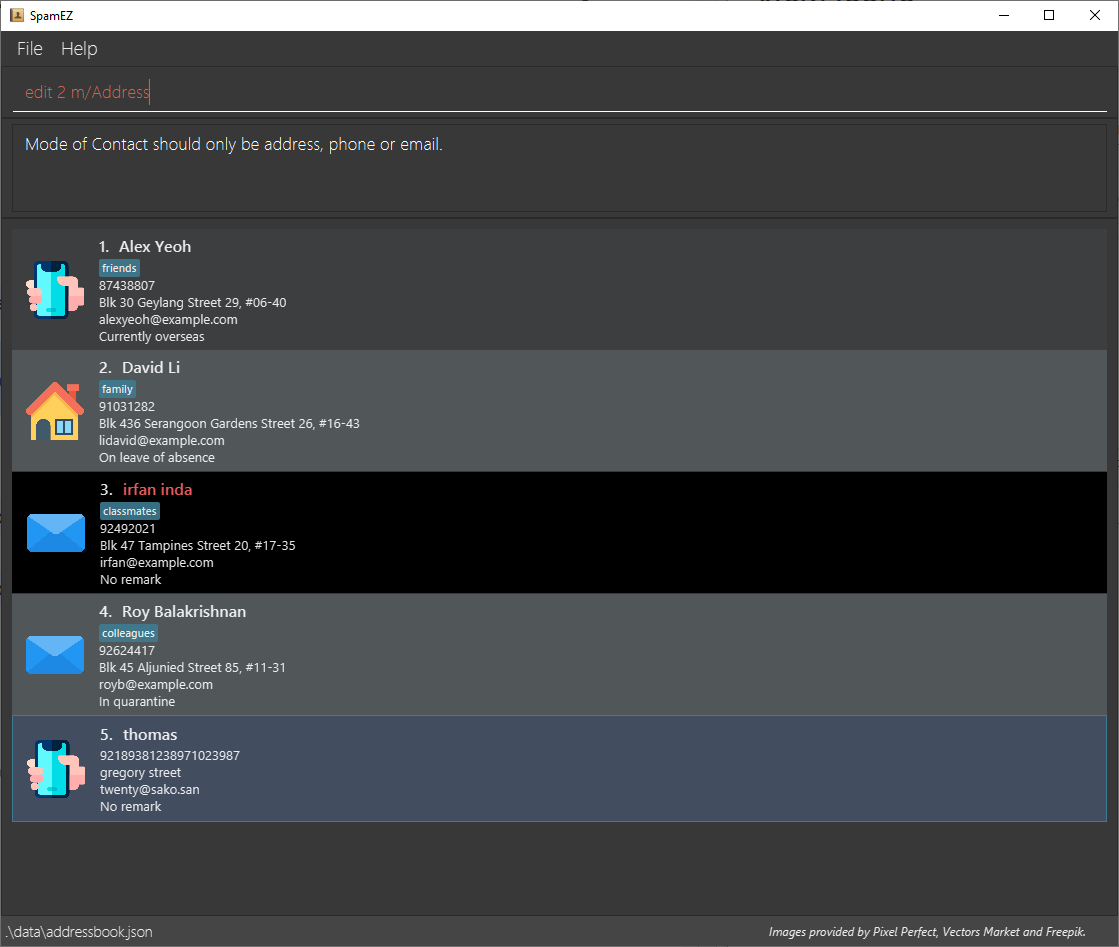 SpamEZ
File Help
edit 2 m/Address
Mode of Contact should only be address, phone or email.
1. Alex Yeoh
friends
87438807
Blk 30 Geylang Street 29, #06-40
alexyeoh@example.com
Currently overseas
2. David Li
family
91031282
Blk 436 Serangoon Gardens Street 26, #16-43
lidavid@example.com
On leave of absence
3. irfan inda
classmates
92492021
Blk 47 Tampines Street 20, #17-35
irfan@example.com
No remark
4. Roy Balakrishnan
colleagues
92624417
Blk 45 Aljunied Street 85, #11-31
royb@example.com
In quarantine
5. thomas
92189381238971023987
gregory street
twenty@sako.san
No remark
.\data\addressbook.json
Images provided by Pixel Perfect, Vectors Market and Freepik.